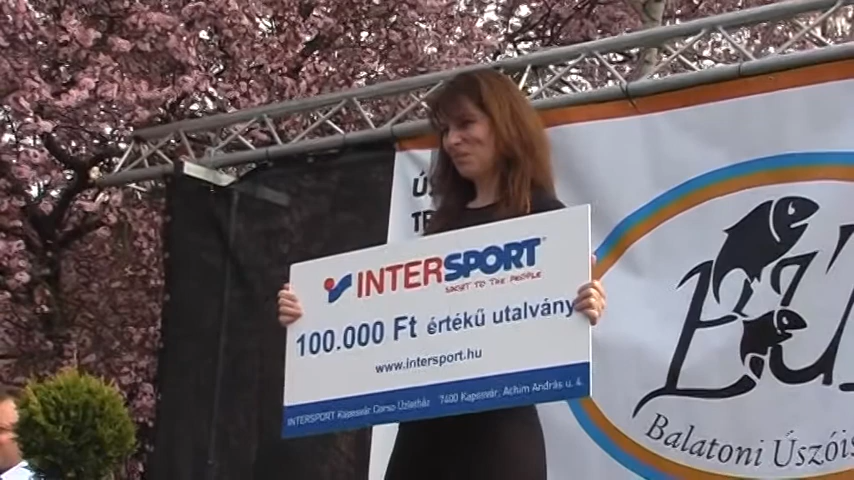 INTERSPORT
SPORT TO THE PEOPLE
100.000 Ft értékű utalvány
www.intersport.hu
INTERSPORT Kaposvár Corso Üzletház 7400 Kaposvár, Achim András u. 4.
Balatoni Úszóis